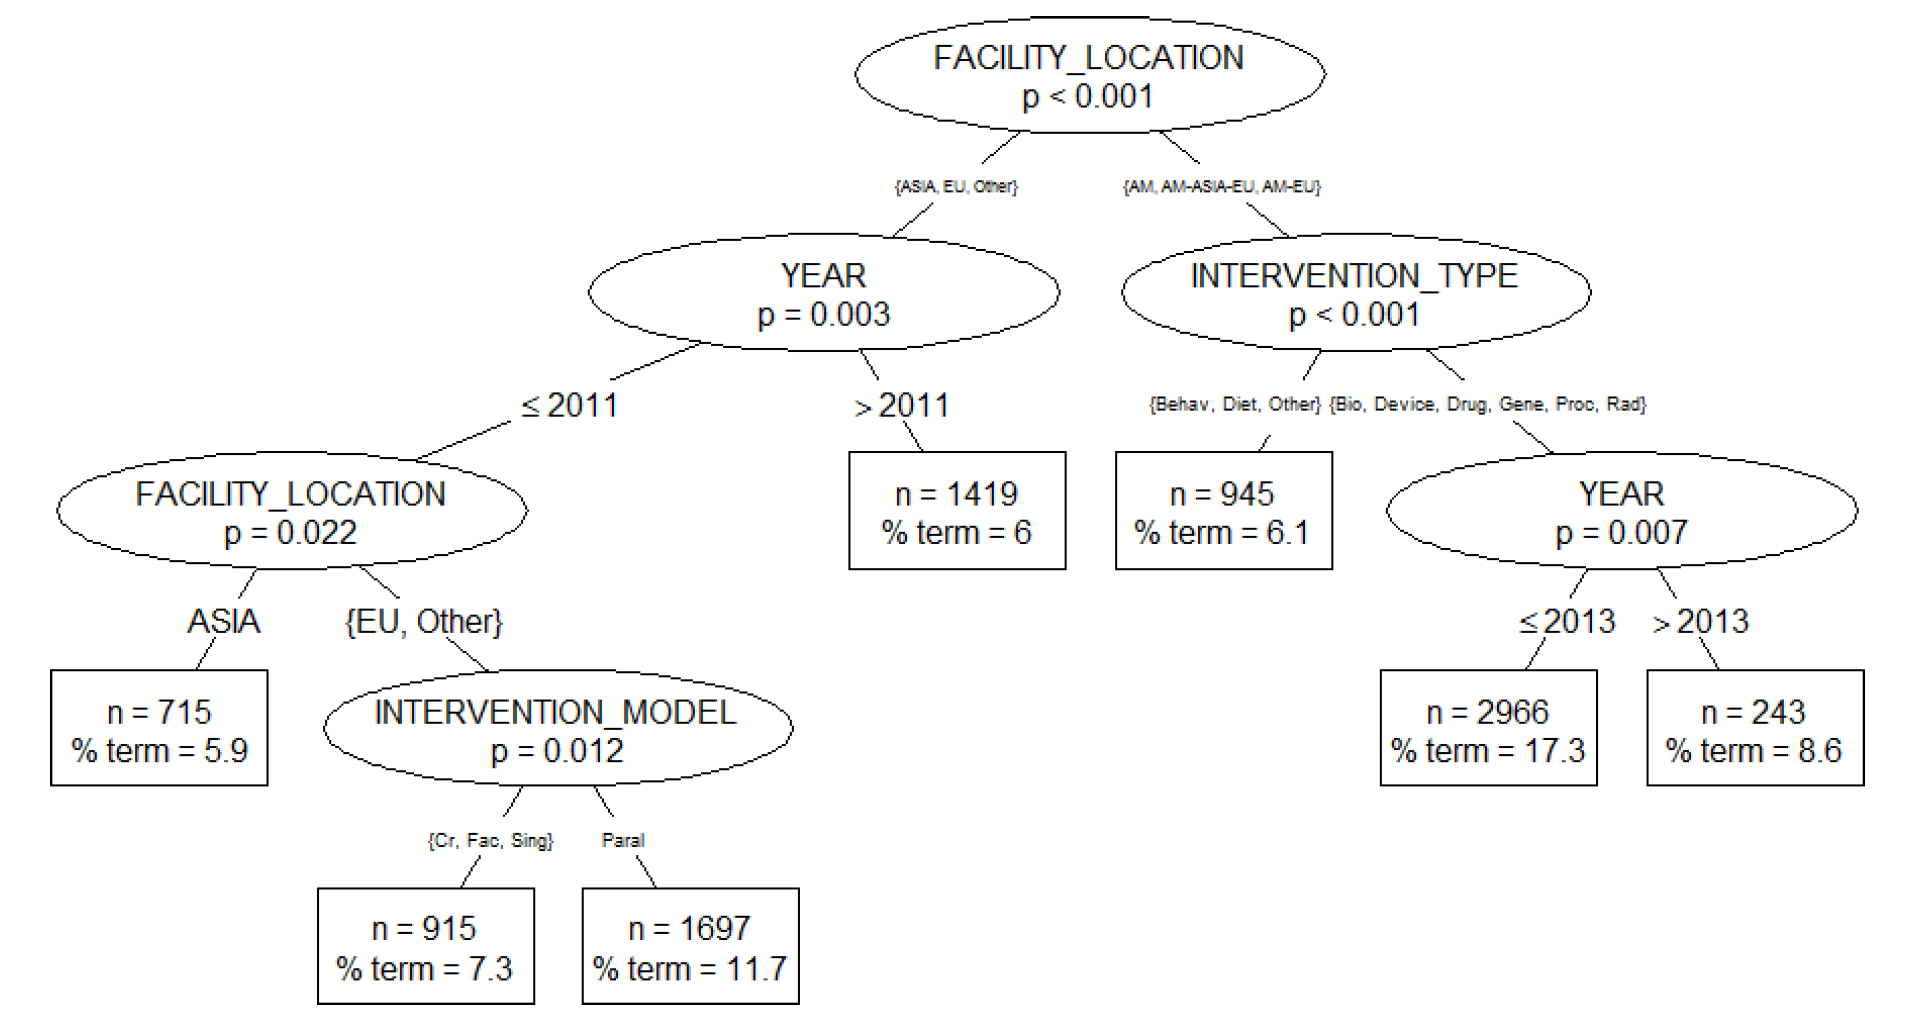 FACILITY_LOCATION
p < 0.001
{ASIA, EU, Other}
{AM, AM-ASIA-EU, AM-EU}
YEAR
p = 0.003
INTERVENTION_TYPE
p < 0.001
≤ 2011
> 2011
{Behav, Diet, Other}
{Bio, Device, Drug, Gene, Proc, Rad}
FACILITY_LOCATION
p = 0.022
n = 1419
% term = 6
n = 945
% term = 6.1
YEAR
p = 0.007
ASIA
{EU, Other}
≤ 2013
> 2013
n = 715
% term = 5.9
INTERVENTION_MODEL
p = 0.012
n = 2966
% term = 17.3
n = 243
% term = 8.6
{Cr, Fac, Sing}
Paral
n = 915
% term = 7.3
n = 1697
% term = 11.7